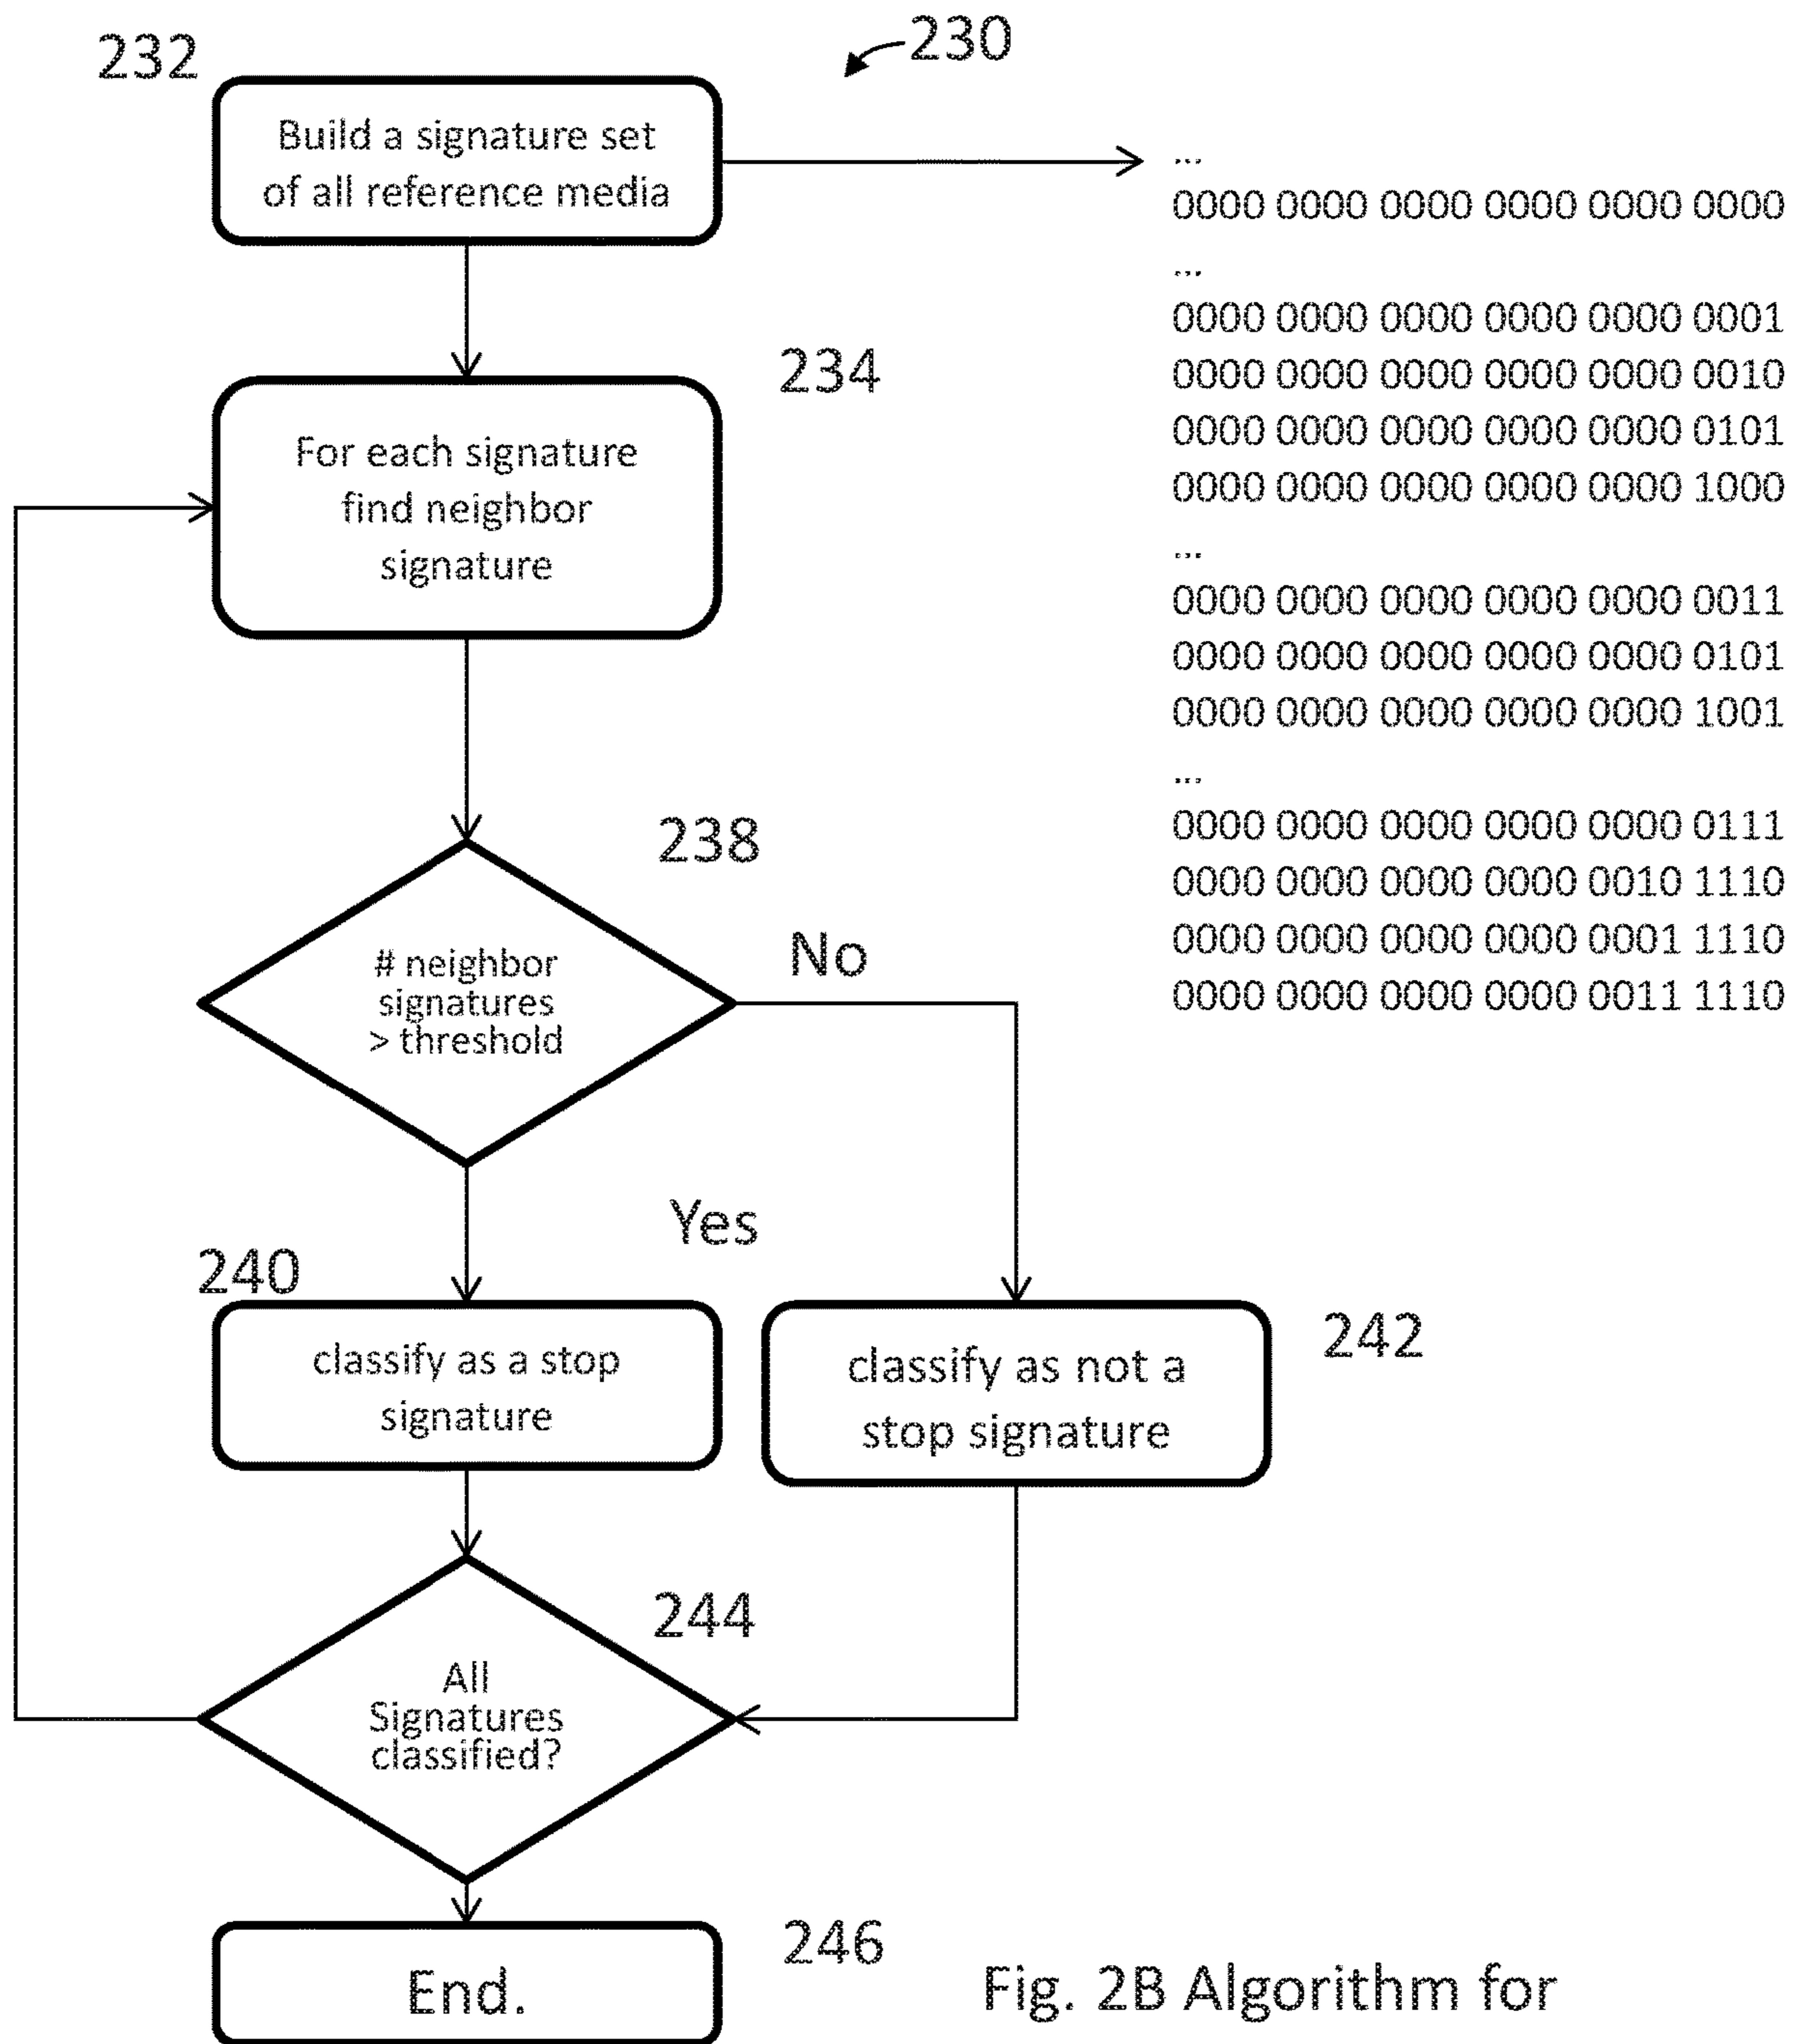 232
230
Build a signature set
of all reference media
...
0000 0000 0000 0000 0000 0000
...
0000 0000 0000 0000 0000 0001
0000 0000 0000 0000 0000 0010
0000 0000 0000 0000 0000 0101
0000 0000 0000 0000 0000 1000
...
0000 0000 0000 0000 0000 0011
0000 0000 0000 0000 0000 0101
0000 0000 0000 0000 0000 1001
...
0000 0000 0000 0000 0000 0111
0000 0000 0000 0000 0010 1110
0000 0000 0000 0000 0001 1110
0000 0000 0000 0000 0011 1110
234
For each signature
find neighbor
signature
238
# neighbor
signatures
> threshold
No
Yes
240
classify as a stop
signature
242
classify as not a
stop signature
244
All
Signatures
classified?
246
End.
Fig. 2B Algorithm for